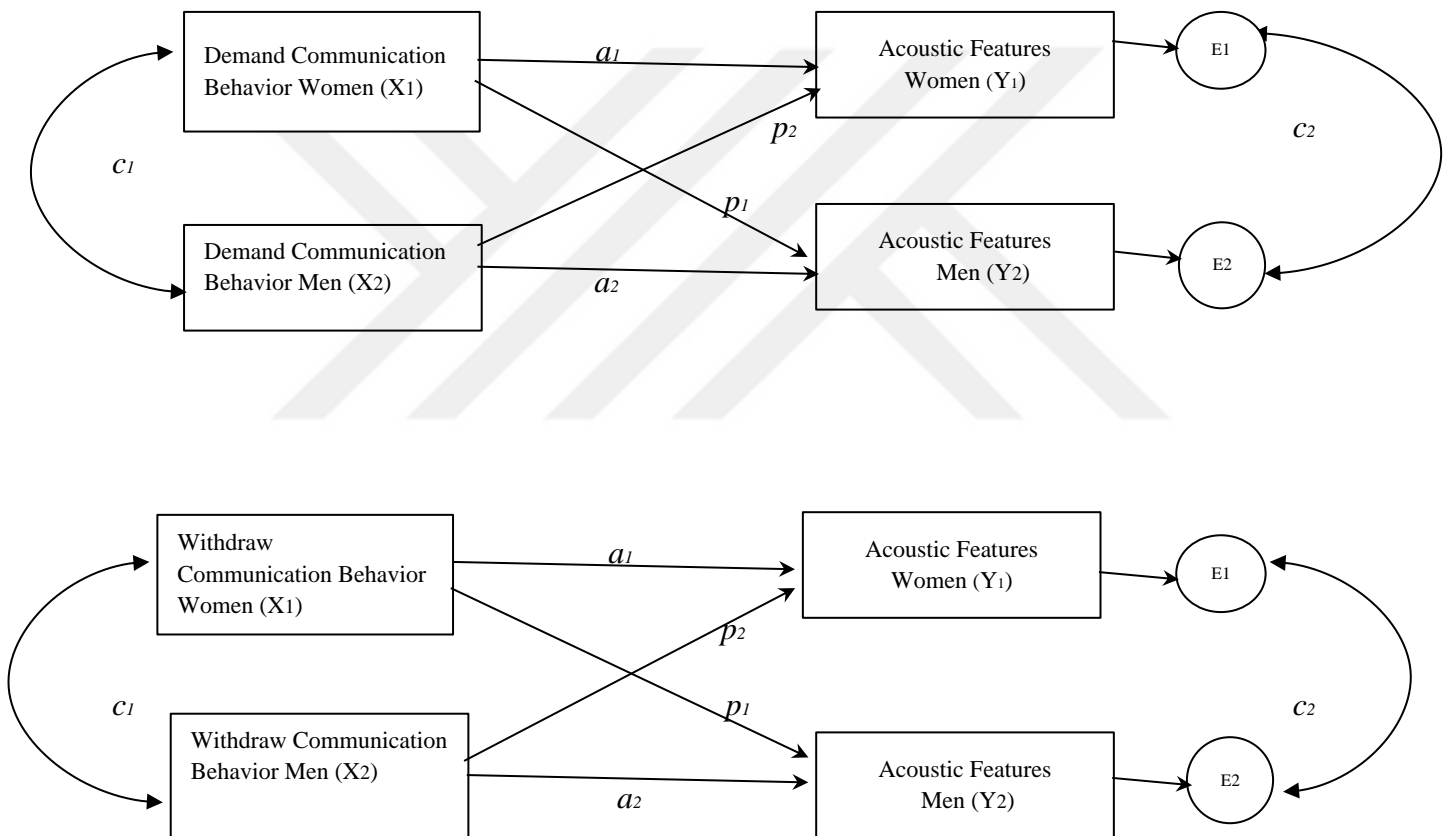 Demand Communication
Behavior Women (X1)
a1
Acoustic Features
Women (Y1)
E1
p2
c1
c2
p1
Demand Communication
Behavior Men (X2)
a2
Acoustic Features
Men (Y2)
E2
Withdraw
Communication Behavior
Women (X1)
a1
Acoustic Features
Women (Y1)
E1
p2
c1
c2
p1
Withdraw Communication
Behavior Men (X2)
a2
Acoustic Features
Men (Y2)
E2